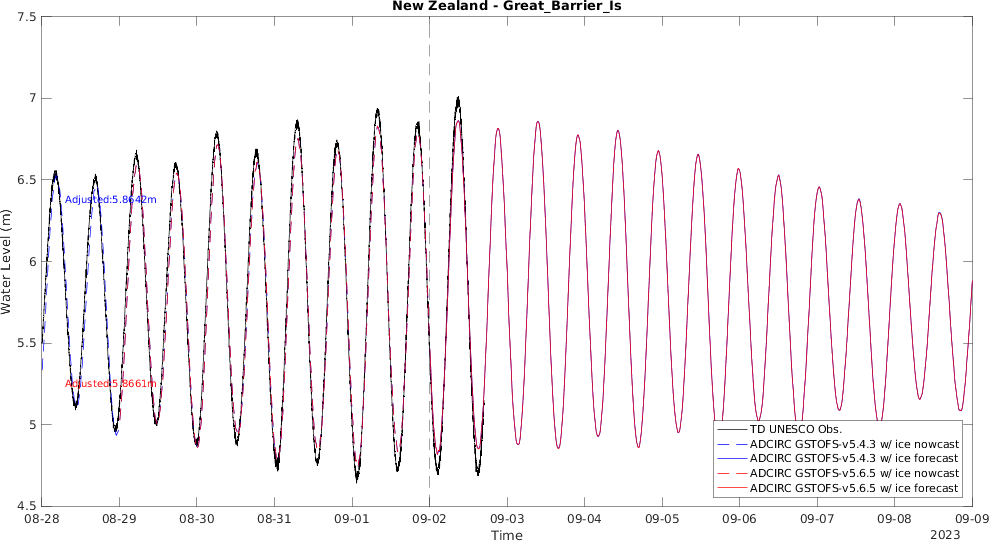 New Zealand - Great_Barrier_Is
7.5
7
6.5
6
5.5
5
4.5
Water Level (m)
Adjusted:5.8642m
Adjusted:5.8661m
TD UNESCO Obs.
ADCIRC GSTOFS-v5.4.3 w/ ice nowcast
ADCIRC GSTOFS-v5.4.3 w/ ice forecast
ADCIRC GSTOFS-v5.6.5 w/ ice nowcast
ADCIRC GSTOFS-v5.6.5 w/ ice forecast
08-28 08-29 08-30 08-31 09-01 09-02 09-03 09-04 09-05 09-06 09-07 09-08 09-09
Time
2023